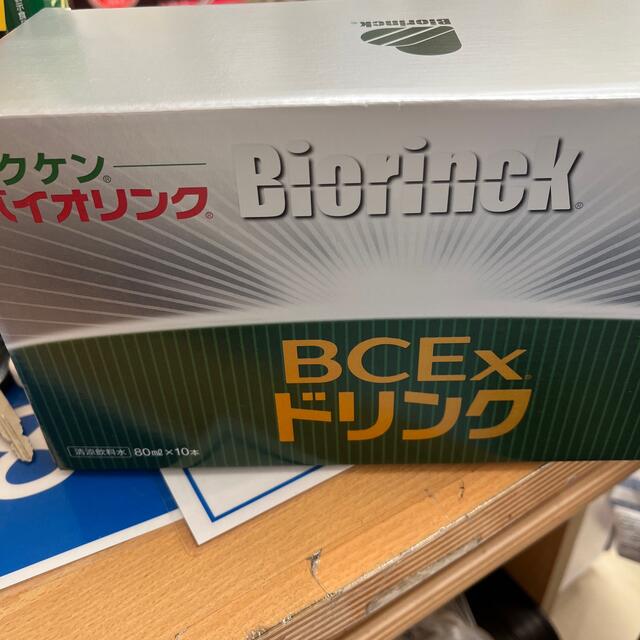 Biorinck®
クケン®
バイオリンク®
Biorinck®
BCEx®
ドリンク
清涼飲料水 80mℓ×10本